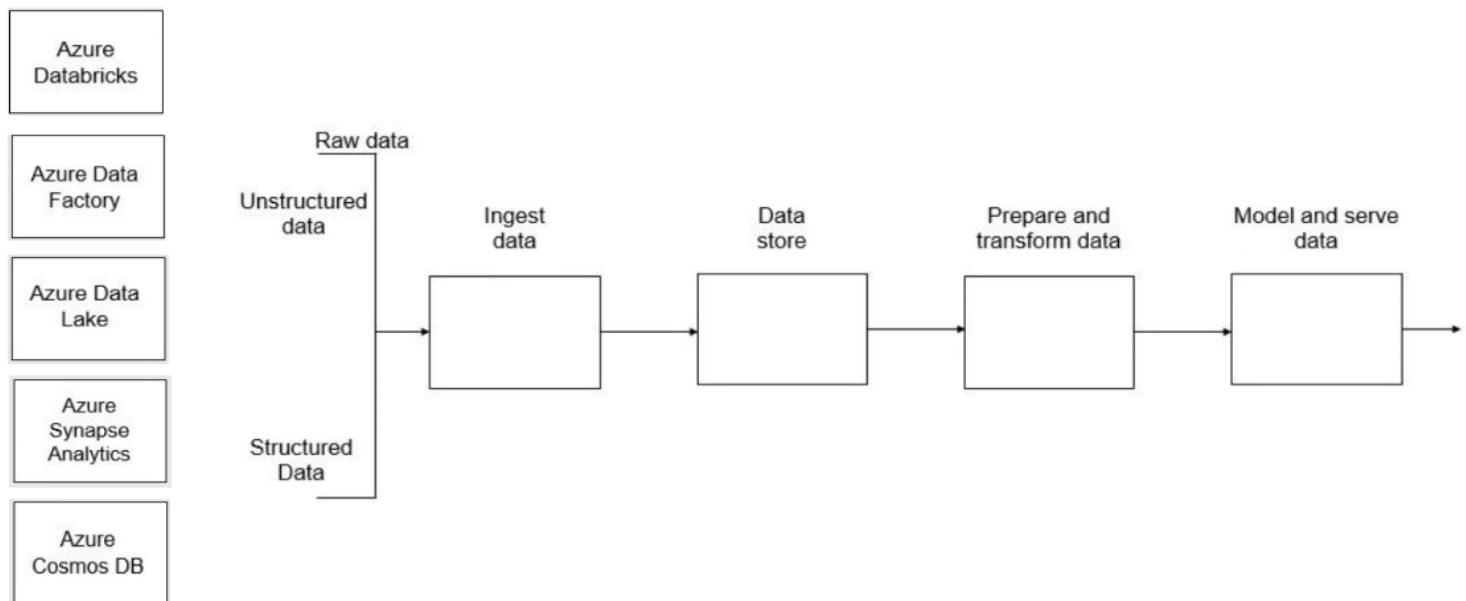 Azure
Databricks
Azure Data
Factory
Azure Data
Lake
Azure
Synapse
Analytics
Azure
Cosmos DB
Raw data
Unstructured
data
Structured
Data
Ingest
data
Data
store
Prepare and
transform data
Model and serve
data